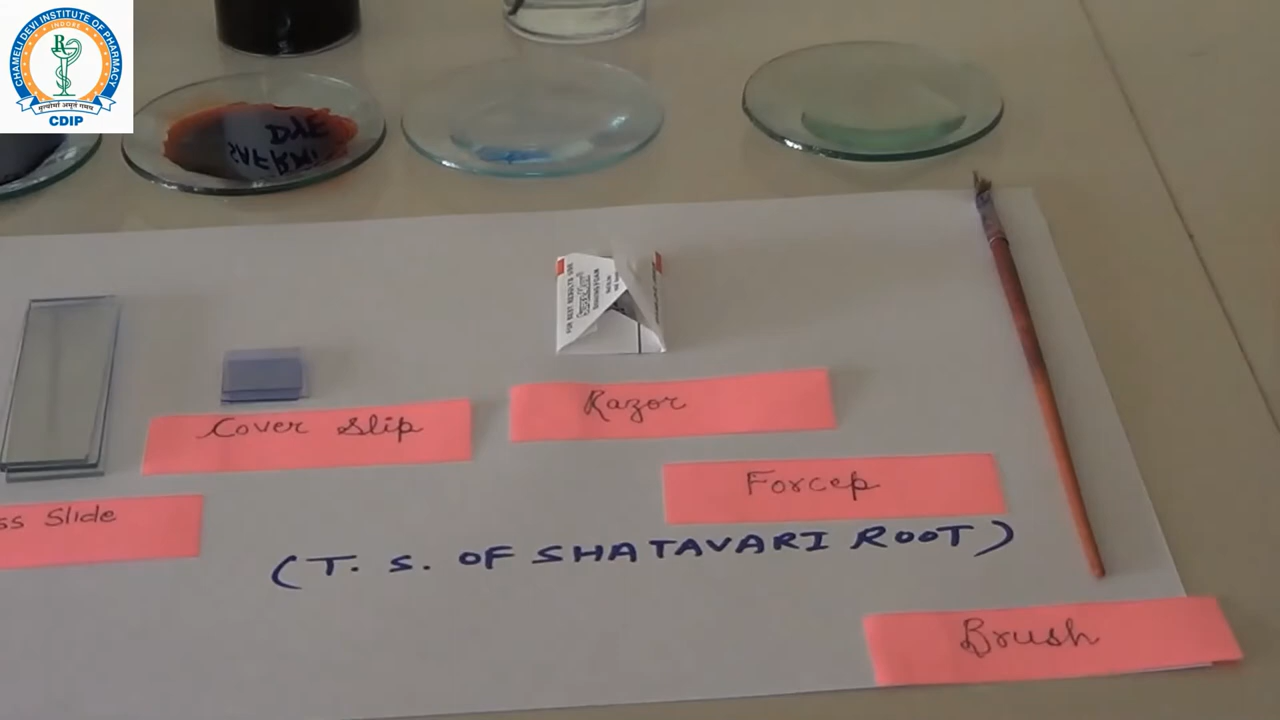 CHAMELI DEVI INSTITUTE OF PHARMACY
INDORE
CDIP
Razor
Cover Slip
Forcep
ss Slide
(T. S. OF SHATAVARI ROOT)
Brush